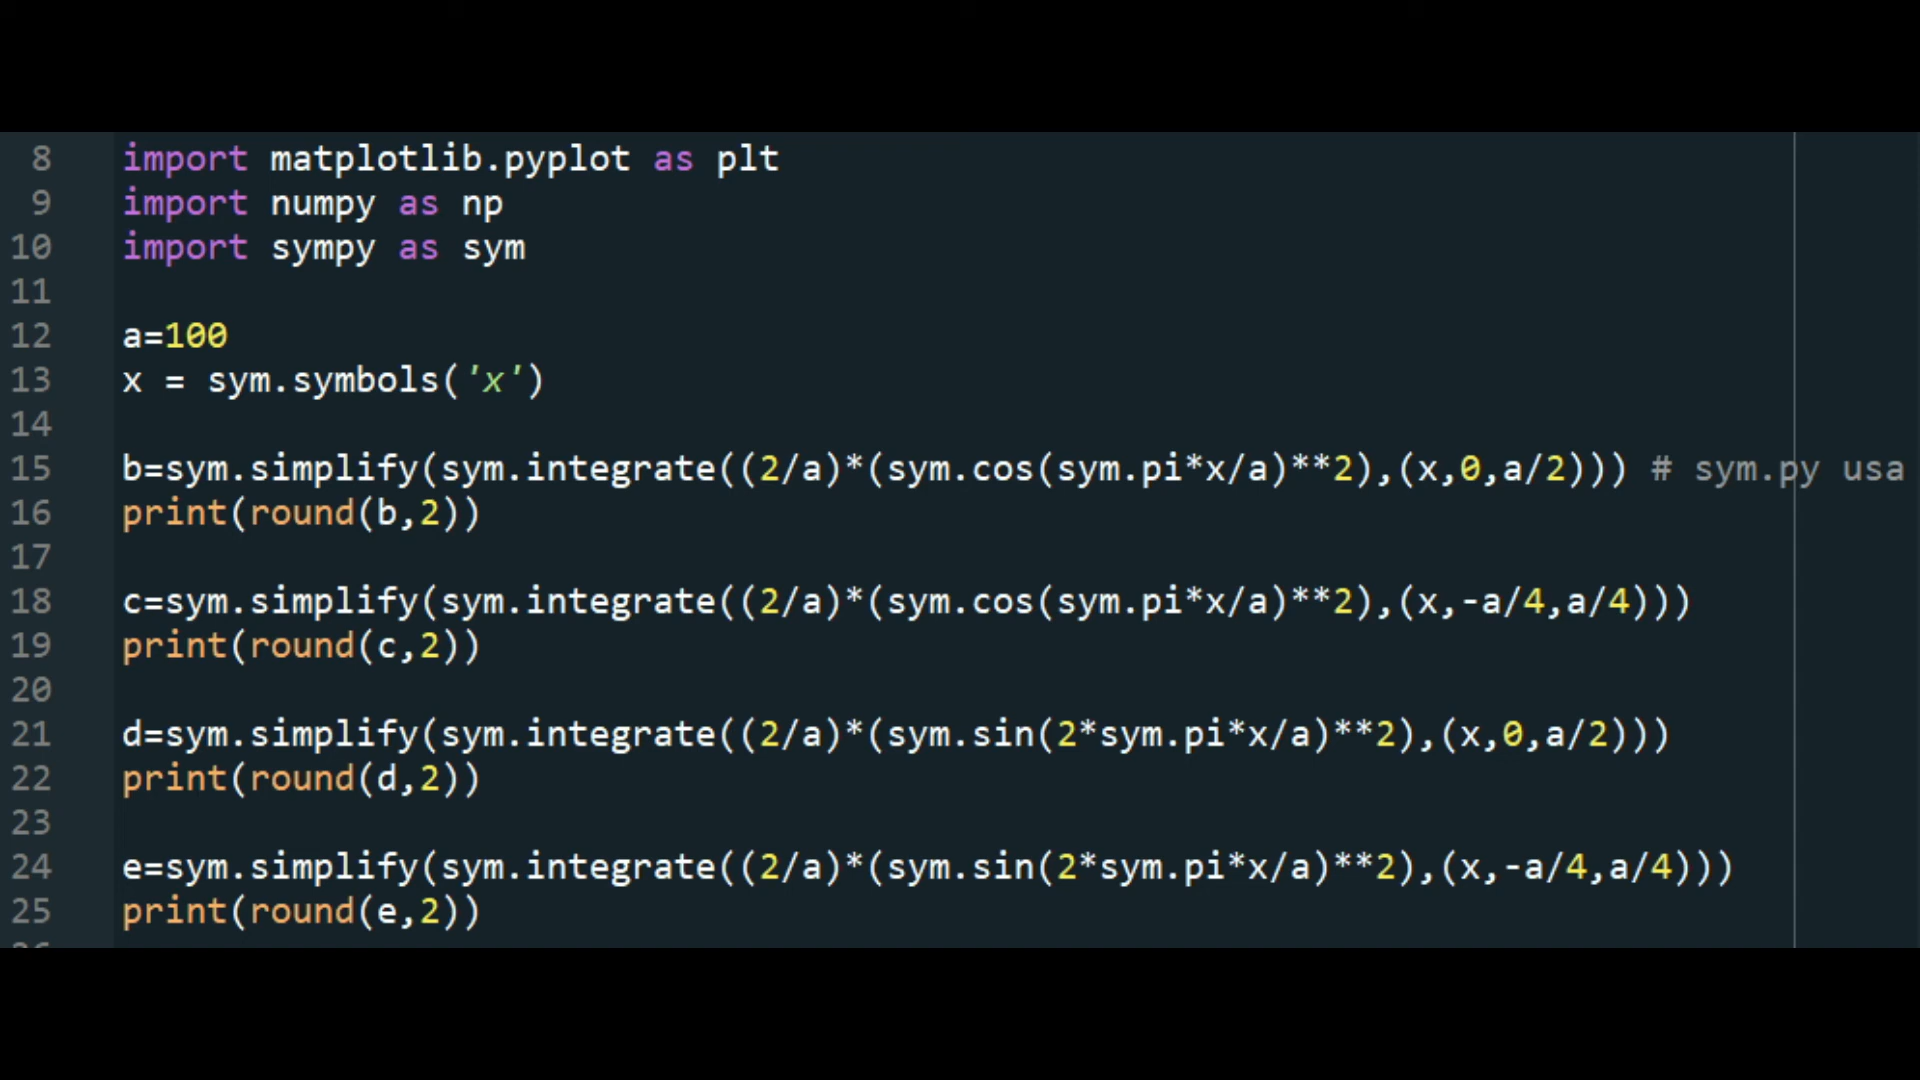 8 import matplotlib.pyplot as plt
9 import numpy as np
10 import sympy as sym
11
12 a=100
13 x = sym.symbols('x')
14
15 b=sym.simplify(sym.integrate((2/a)*(sym.cos(sym.pi*x/a)**2),(x,0,a/2))) # sym.py usa
16 print(round(b,2))
17
18 c=sym.simplify(sym.integrate((2/a)*(sym.cos(sym.pi*x/a)**2),(x,-a/4,a/4)))
19 print(round(c,2))
20
21 d=sym.simplify(sym.integrate((2/a)*(sym.sin(2*sym.pi*x/a)**2),(x,0,a/2)))
22 print(round(d,2))
23
24 e=sym.simplify(sym.integrate((2/a)*(sym.sin(2*sym.pi*x/a)**2),(x,-a/4,a/4)))
25 print(round(e,2))